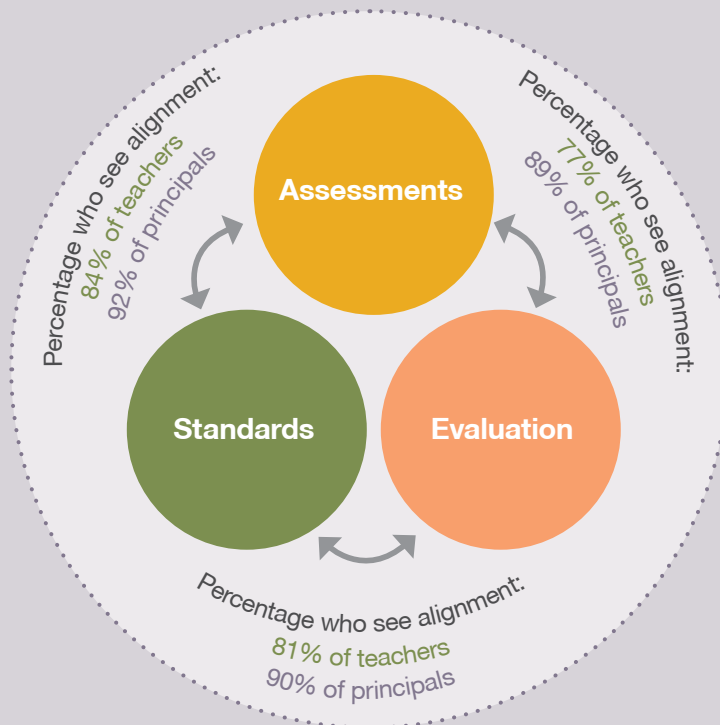 Percentage who see alignment:
84% of teachers
92% of principals
Percentage who see alignment:
77% of teachers
89% of principals
Assessments
Standards
Evaluation
Percentage who see alignment:
81% of teachers
90% of principals